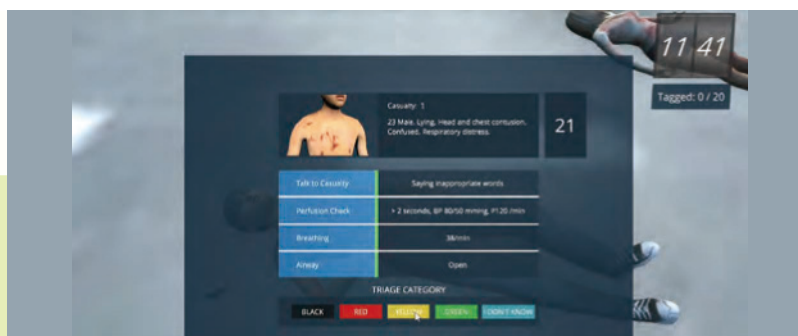 11 41
Tagged: 0 / 20
Casualty: 1
23 Male. Lying, Head and chest contusion.
Confused, Respiratory distress.
21
Talk to Casualty Saying inappropriate words
Perfusion Check > 2 seconds, BP 80/50 mmHg, P120 /min
Breathing 38/min
Airway Open
TRIAGE CATEGORY
BLACK RED YELLOW GREEN I DON'T KNOW